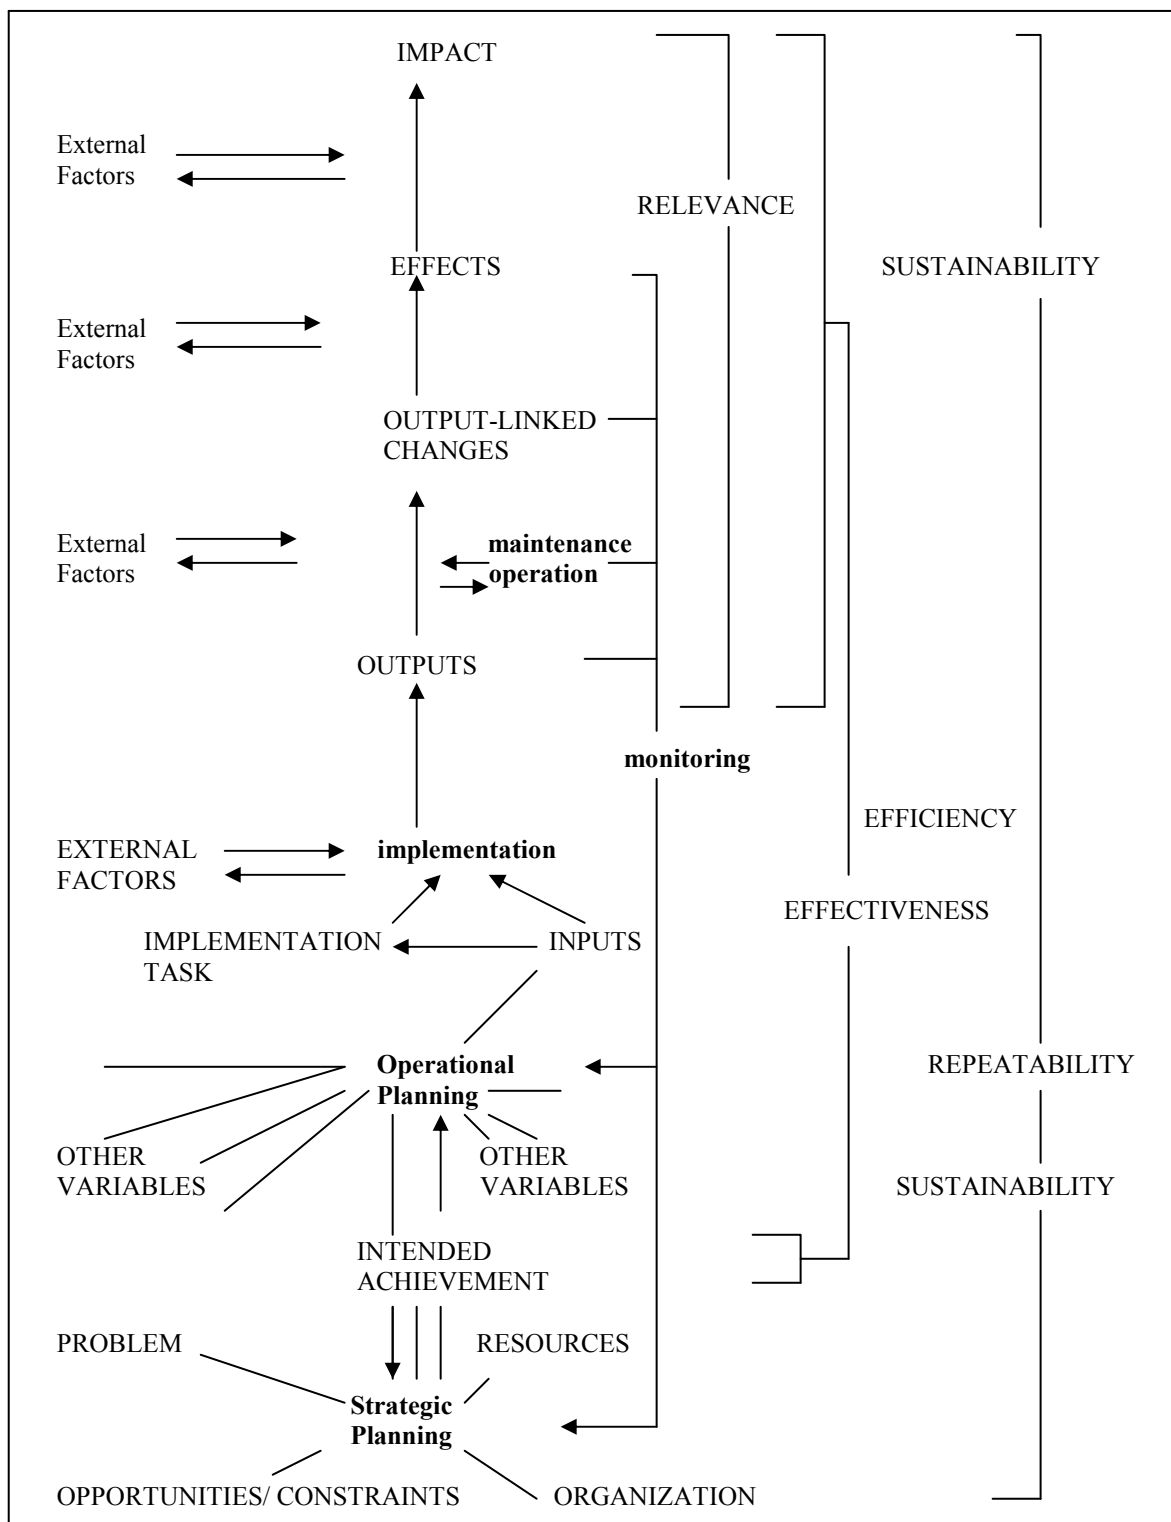 IMPACT
External
Factors
RELEVANCE
EFFECTS
SUSTAINABILITY
External
Factors
OUTPUT-LINKED
CHANGES
External
Factors
maintenance
operation
OUTPUTS
monitoring
EFFICIENCY
EXTERNAL
FACTORS
implementation
EFFECTIVENESS
IMPLEMENTATION
TASK
INPUTS
Operational
Planning
REPEATABILITY
OTHER
VARIABLES
OTHER
VARIABLES
SUSTAINABILITY
INTENDED
ACHIEVEMENT
PROBLEM
RESOURCES
Strategic
Planning
OPPORTUNITIES/ CONSTRAINTS
ORGANIZATION